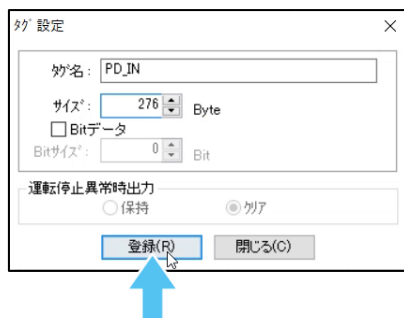 ﾀｸﾞ 設定
ﾀｸﾞ名： PD_IN
ｻｲｽﾞ： 276 Byte
Bitデータ
Bitｻｲｽﾞ： 0 Bit
運転停止異常時出力
保持 ｸﾘｱ
登録(R) 閉じる(C)